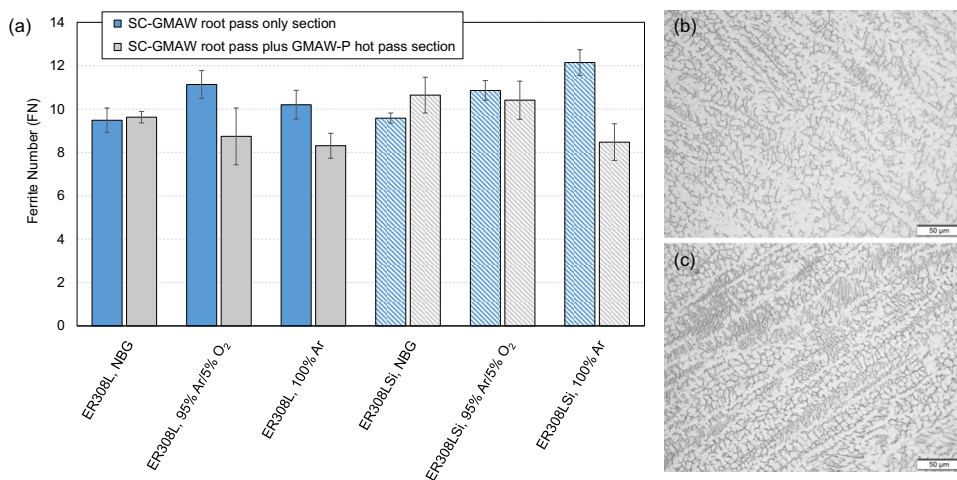 (a)
14
12
10
8
6
4
2
0
Ferrite Number (FN)
SC-GMAW root pass only section
SC-GMAW root pass plus GMAW-P hot pass section
ER308L, NBG
ER308L, 95% Ar/5% O₂
ER308L, 100% Ar
ER308LSi, NBG
ER308LSi, 95% Ar/5% O₂
ER308LSi, 100% Ar
(b)
50 µm
(c)
50 µm